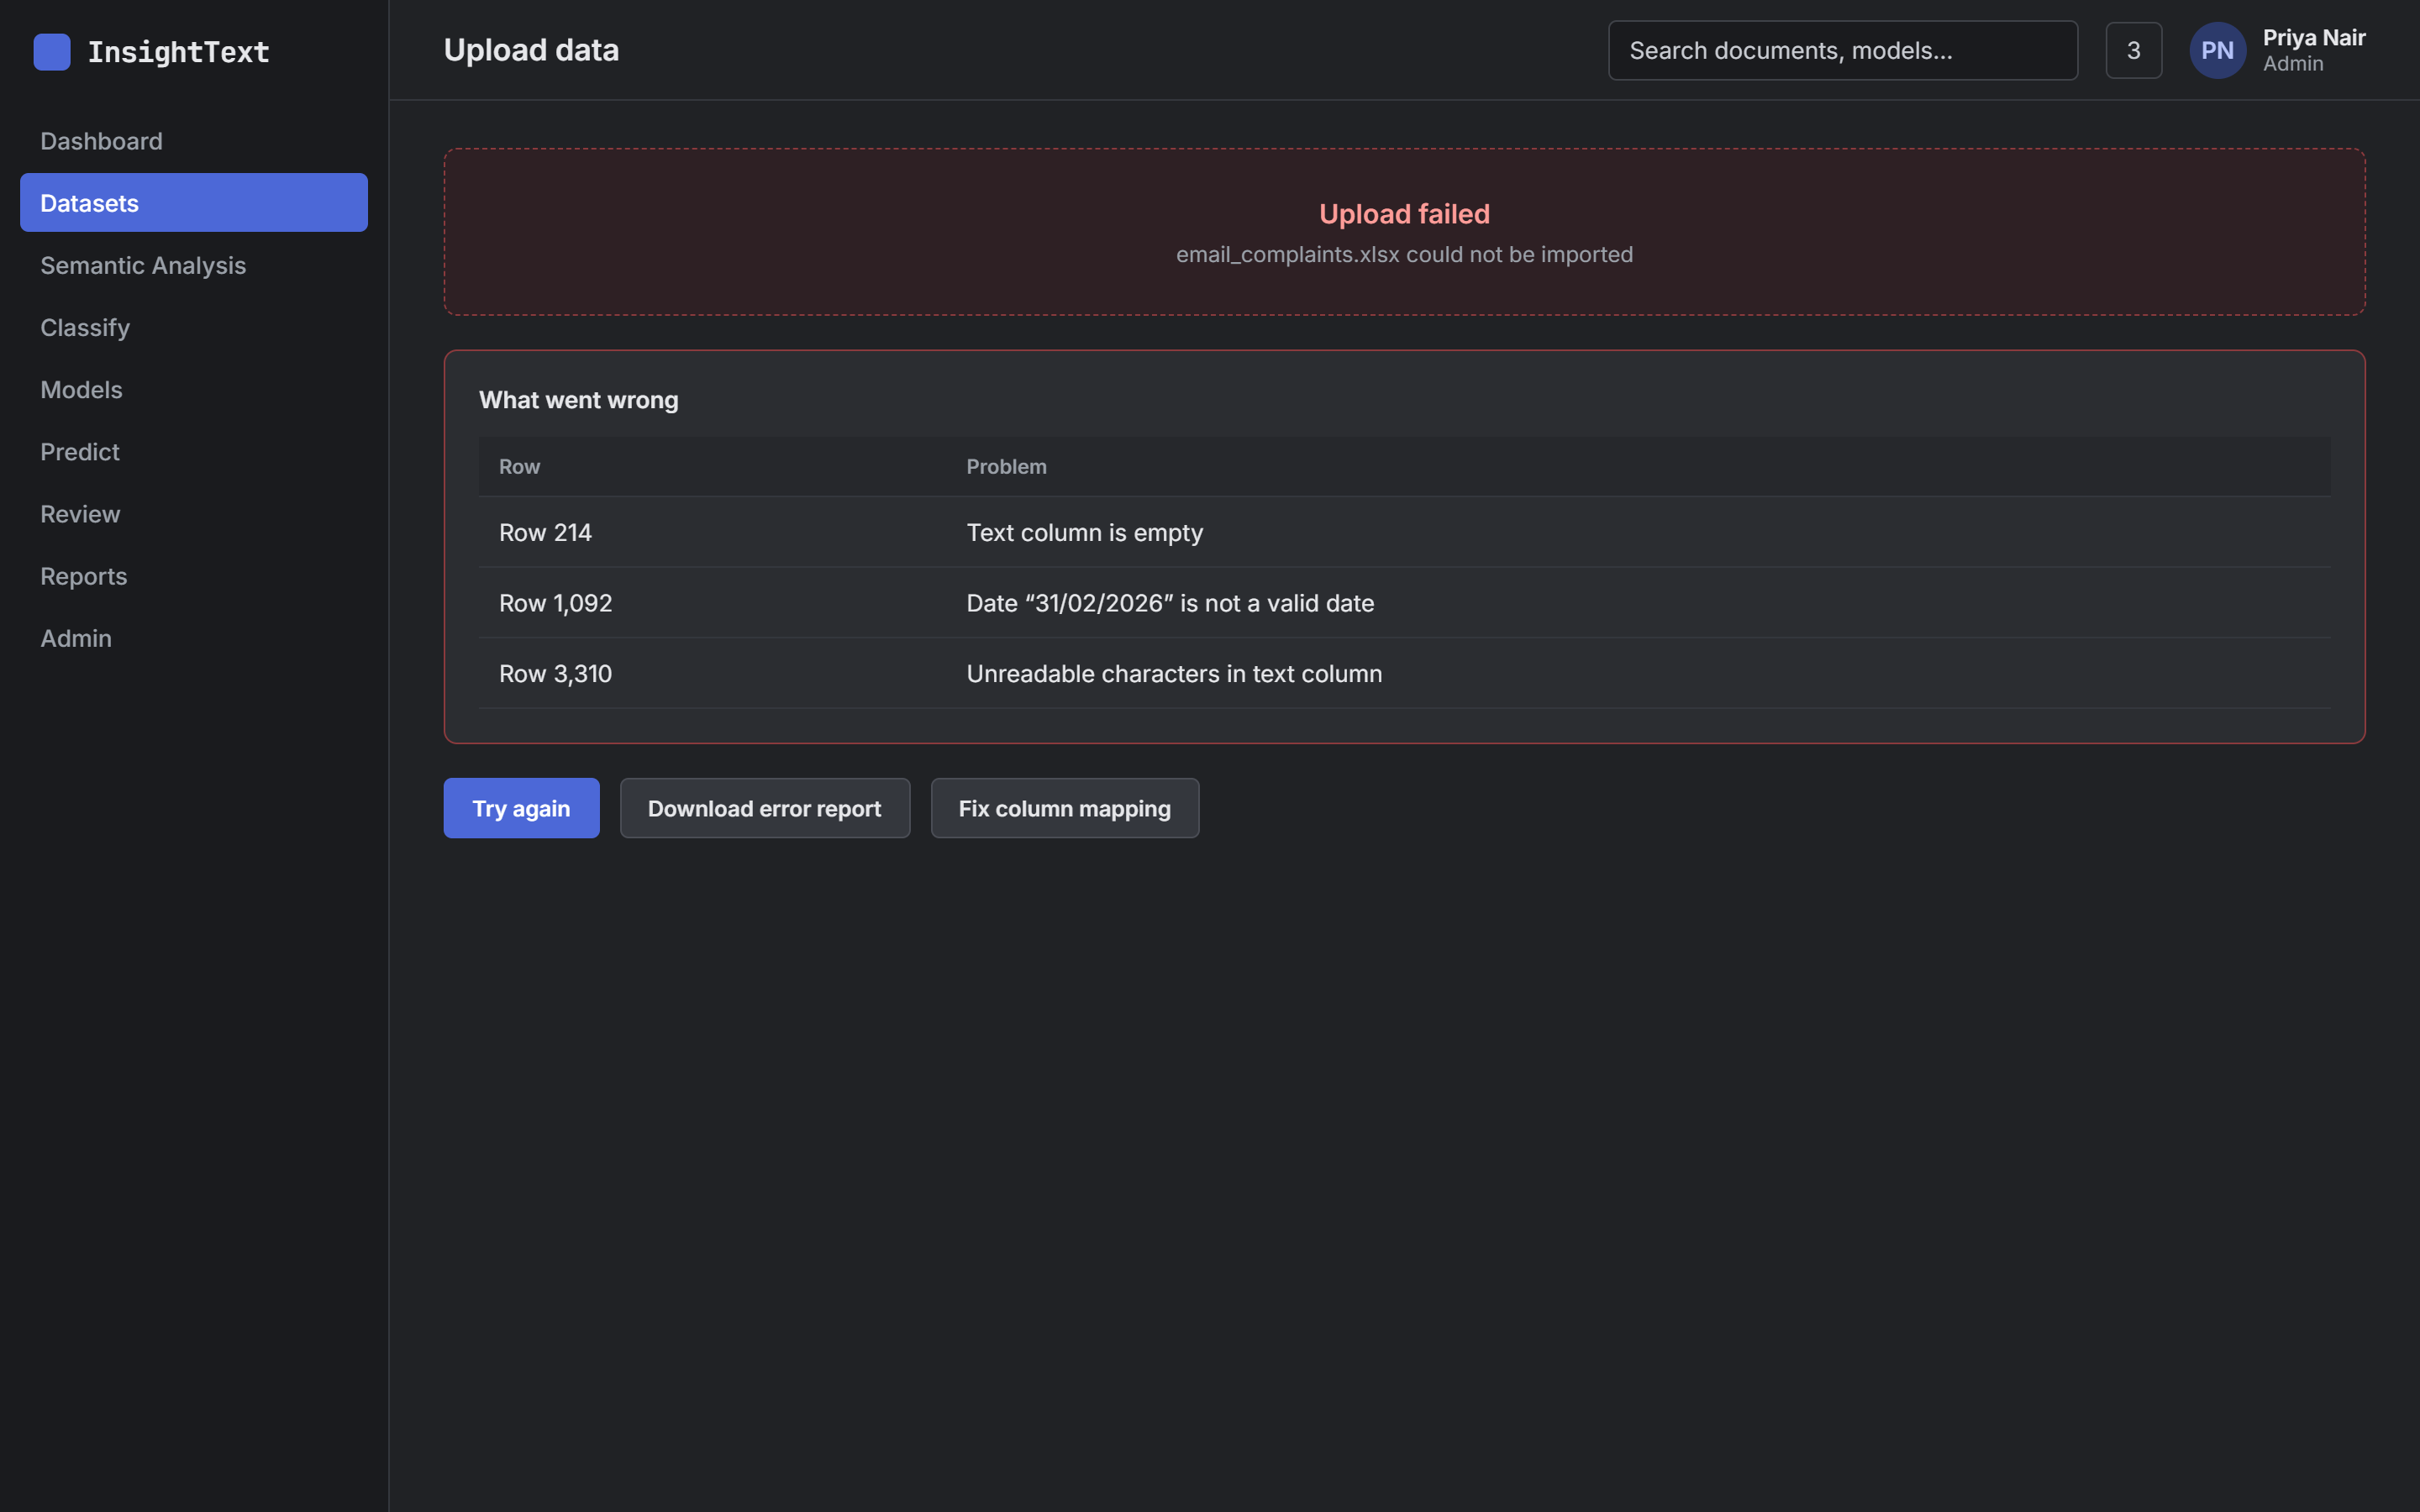 InsightText
Upload data
Search documents, models...
3
PN
Priya Nair
Admin
Dashboard
Datasets
Semantic Analysis
Classify
Models
Predict
Review
Reports
Admin
Upload failed
email_complaints.xlsx could not be imported
What went wrong
Row Problem
Row 214 Text column is empty
Row 1,092 Date “31/02/2026” is not a valid date
Row 3,310 Unreadable characters in text column
Try again Download error report Fix column mapping